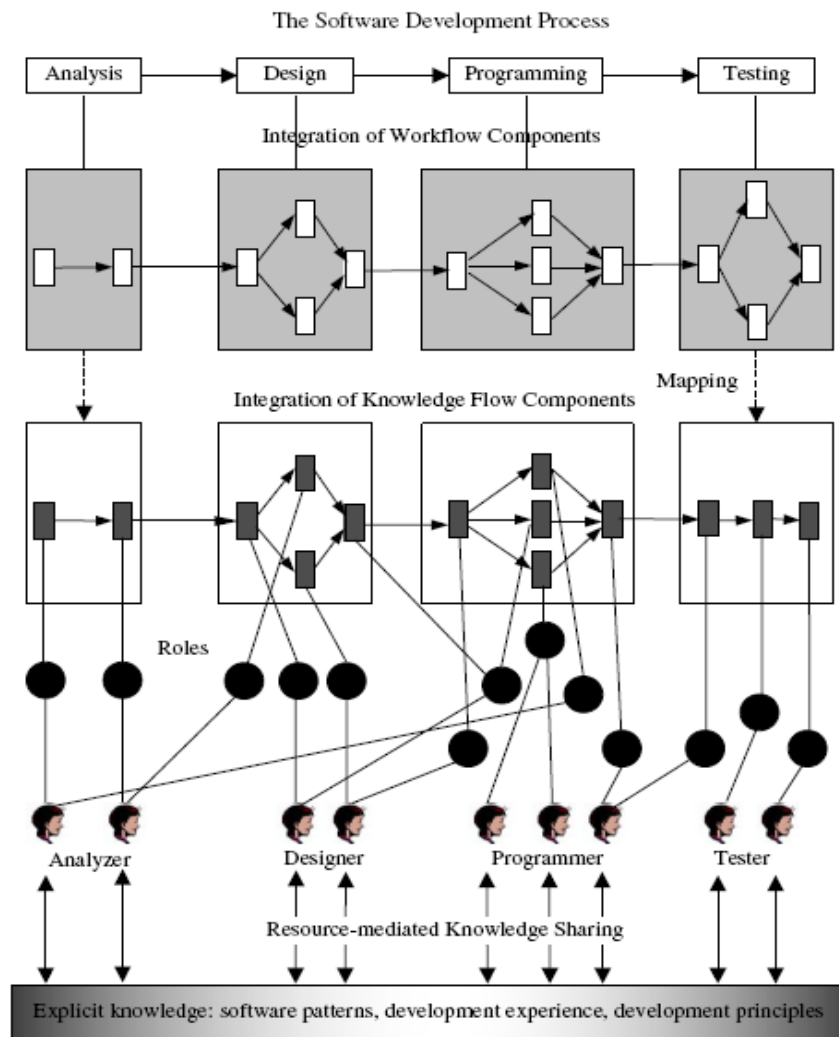 The Software Development Process
Analysis
Design
Programming
Testing
Integration of Workflow Components
Mapping
Integration of Knowledge Flow Components
Roles
Analyzer
Designer
Programmer
Tester
Resource-mediated Knowledge Sharing
Explicit knowledge: software patterns, development experience, development principles